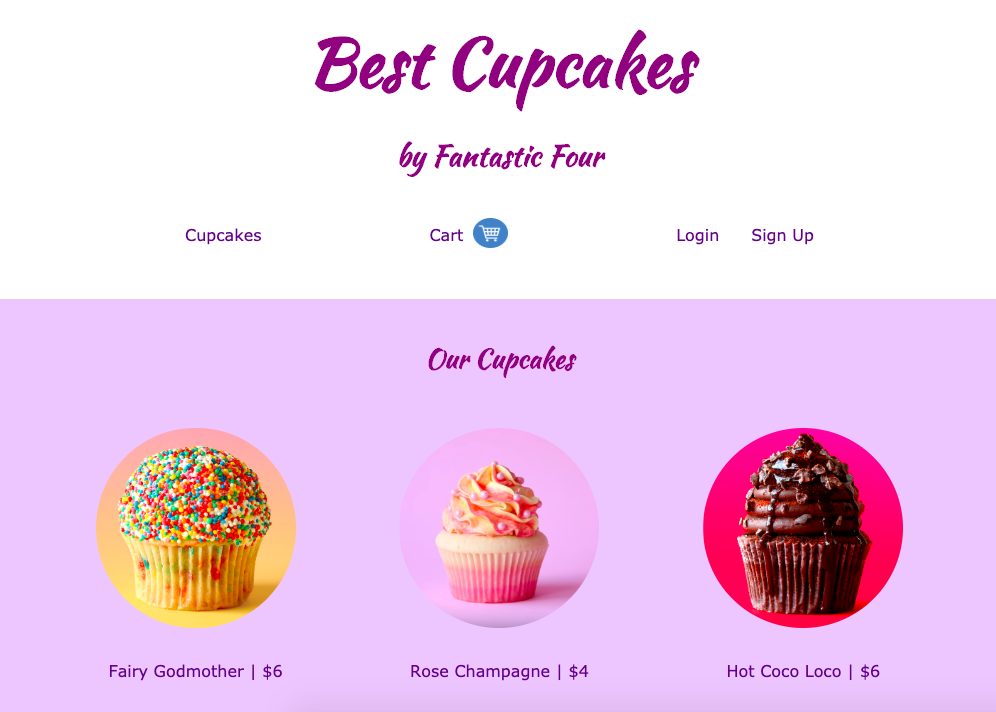 Best Cupcakes
by Fantastic Four
Cupcakes Cart Login Sign Up
Our Cupcakes
Fairy Godmother | $6 Rose Champagne | $4 Hot Coco Loco | $6